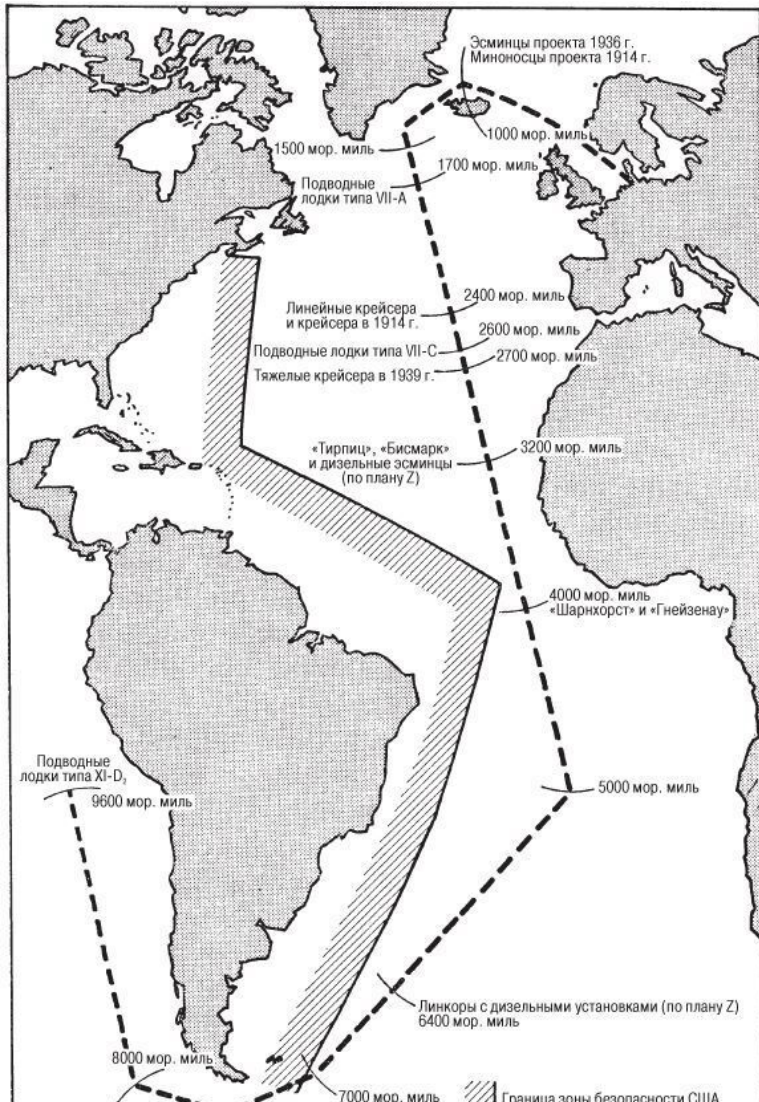 Эсминцы проекта 1936 г.
Миноносцы проекта 1914 г.
1000 мор. миль
1500 мор. миль
1700 мор. миль
Подводные
лодки типа VII-A
2400 мор. миль
Линейные крейсера
и крейсера в 1914 г.
2600 мор. миль
Подводные лодки типа VII-C
2700 мор. миль
Тяжелые крейсера в 1939 г.
«Тирпиц», «Бисмарк»
и дизельные эсминцы
(по плану Z)
3200 мор. миль
4000 мор. миль
«Шарнхорст» и «Гнейзенау»
Подводные
лодки типа XI-D₂
9600 мор. миль
5000 мор. миль
Линкоры с дизельными установками (по плану Z)
6400 мор. миль
8000 мор. миль
7000 мор. миль
Граница зоны безопасности США